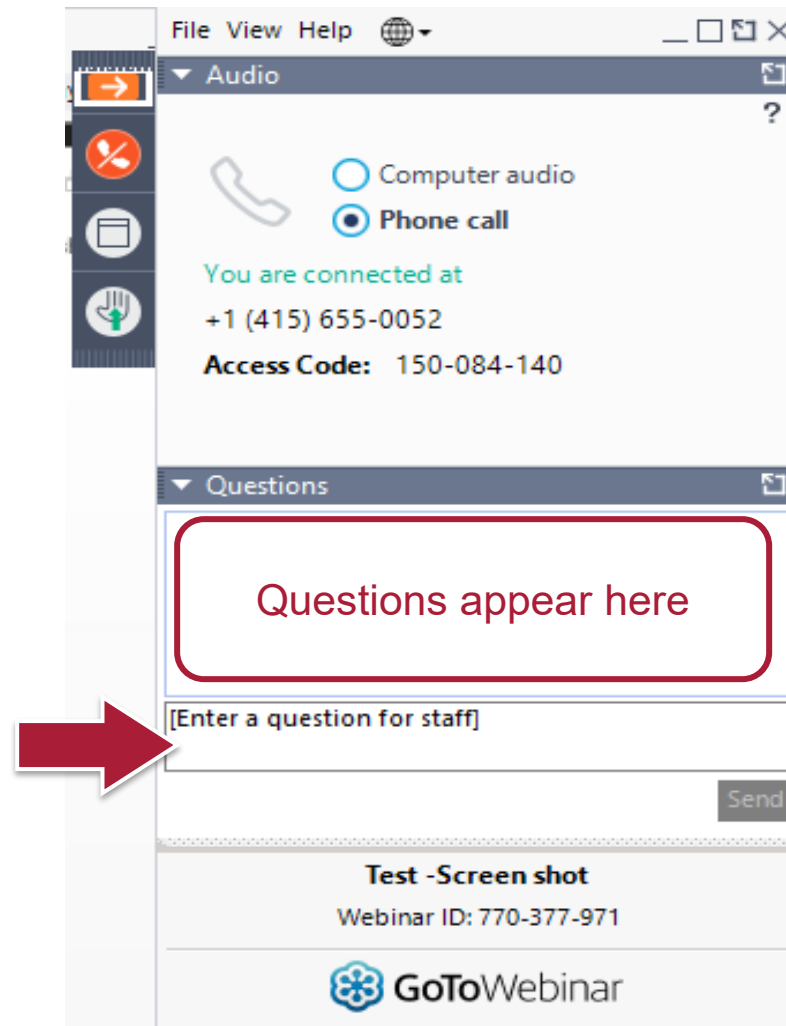 File View Help
Audio
?
Computer audio
Phone call
You are connected at
+1 (415) 655-0052
Access Code: 150-084-140
Questions
Questions appear here
[Enter a question for staff]
Send
Test -Screen shot
Webinar ID: 770-377-971
GoToWebinar